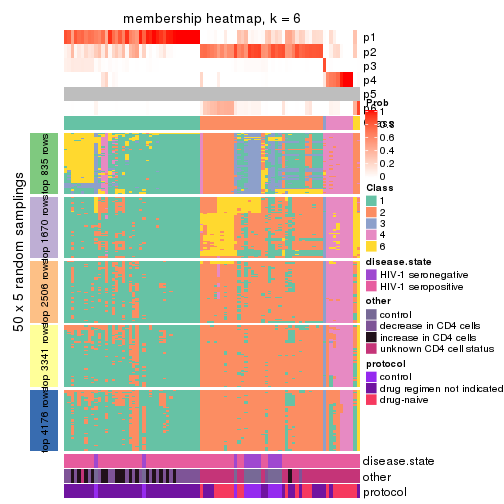 membership heatmap, k = 6
p1
p2
p3
p4
p5
p6
Class
Prob
1
0.8
0.6
0.4
0.2
0
Class
1
2
3
4
6
disease.state
HIV-1 seronegative
HIV-1 seropositive
other
control
decrease in CD4 cells
increase in CD4 cells
unknown CD4 cell status
protocol
control
drug regimen not indicated
drug-naive
50 x 5 random samplings
top 835 rows
top 1670 rows
top 2506 rows
top 3341 rows
top 4176 rows
disease.state
other
protocol